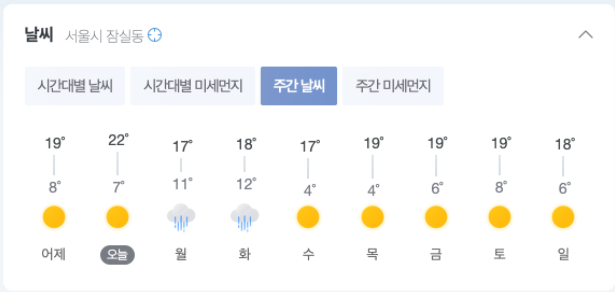 날씨 서울시 잠실동
시간대별 날씨 시간대별 미세먼지 주간 날씨 주간 미세먼지
19° 22° 17° 18° 17° 19° 19° 19° 18°
8° 7° 11° 12° 4° 4° 6° 8° 6°
어제 오늘 월 화 수 목 금 토 일